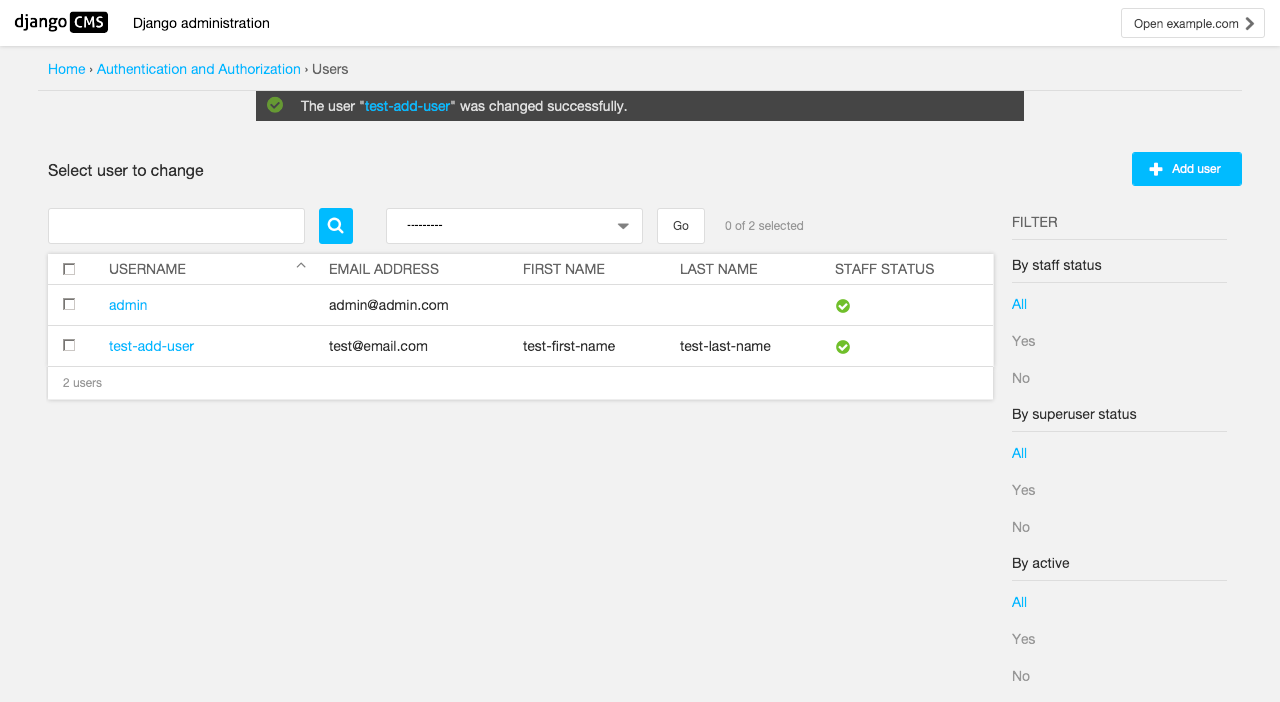 django CMS Django administration Open example.com
Home › Authentication and Authorization › Users
The user "test-add-user" was changed successfully.
Select user to change
Add user
--------- Go 0 of 2 selected
USERNAME EMAIL ADDRESS FIRST NAME LAST NAME STAFF STATUS
admin admin@admin.com
test-add-user test@email.com test-first-name test-last-name
2 users
FILTER
By staff status
All
Yes
No
By superuser status
All
Yes
No
By active
All
Yes
No